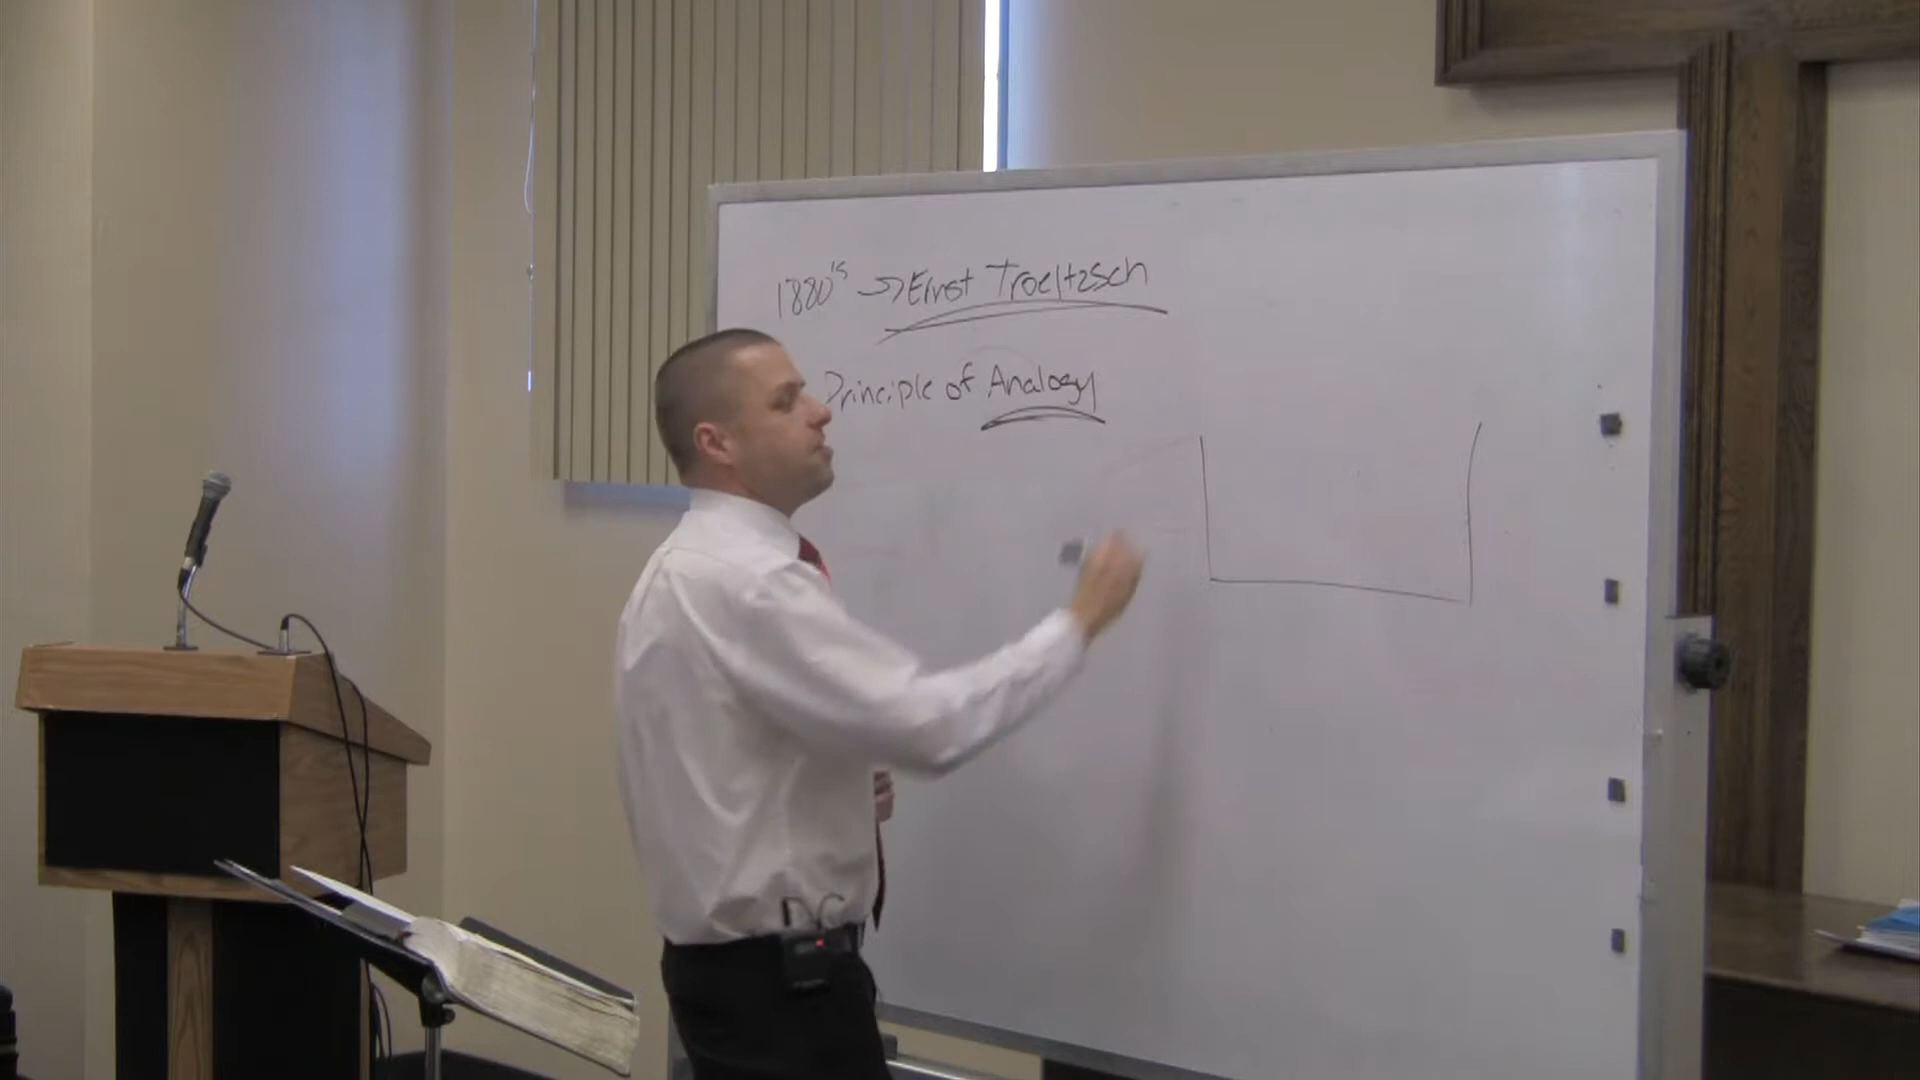 1880's → Ernst Troeltzsch
Principle of Analogy